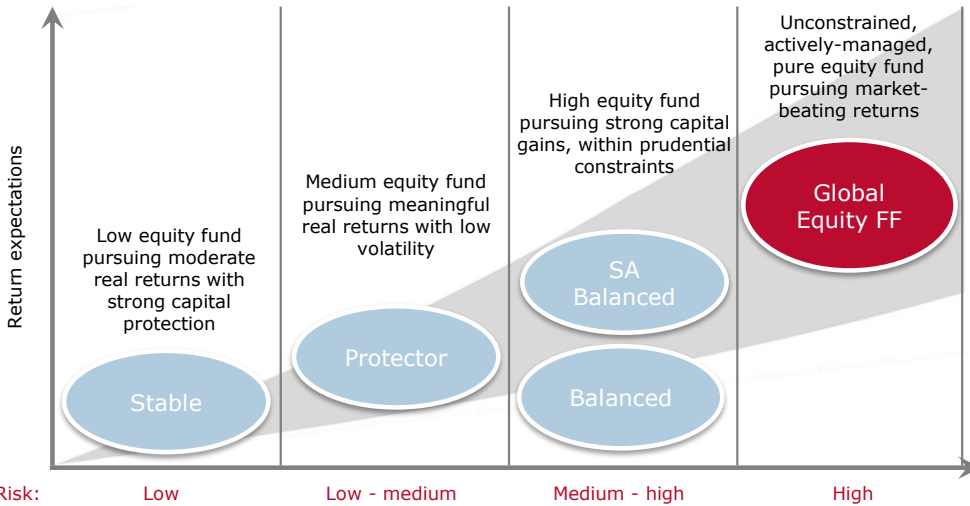 Return expectations
Low equity fund
pursuing moderate
real returns with
strong capital
protection
Stable
Medium equity fund
pursuing meaningful
real returns with low
volatility
Protector
High equity fund
pursuing strong capital
gains, within prudential
constraints
SA
Balanced
Balanced
Unconstrained,
actively-managed,
pure equity fund
pursuing market-
beating returns
Global
Equity FF
Risk:
Low
Low - medium
Medium - high
High